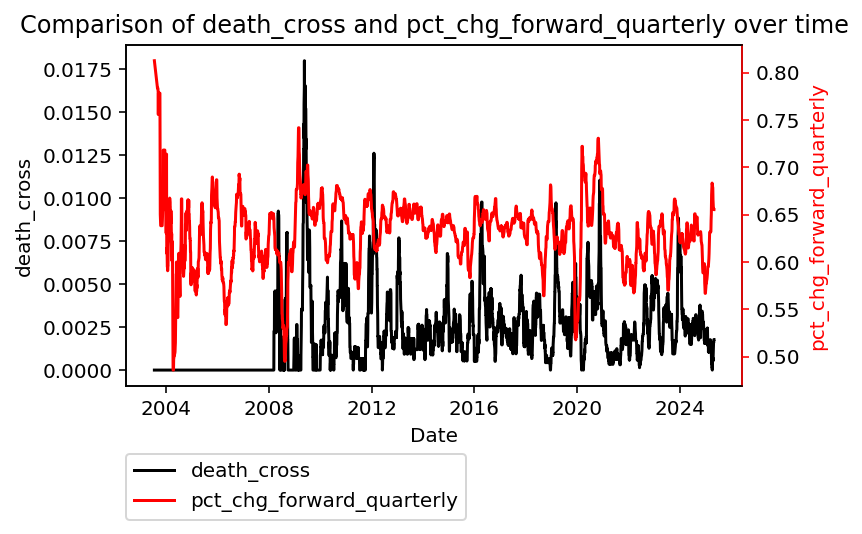 Comparison of death_cross and pct_chg_forward_quarterly over time
0.0175
0.0150
0.0125
0.0100
0.0075
0.0050
0.0025
0.0000
death_cross
0.80
0.75
0.70
0.65
0.60
0.55
0.50
pct_chg_forward_quarterly
2004 2008 2012 2016 2020 2024
Date
death_cross
pct_chg_forward_quarterly